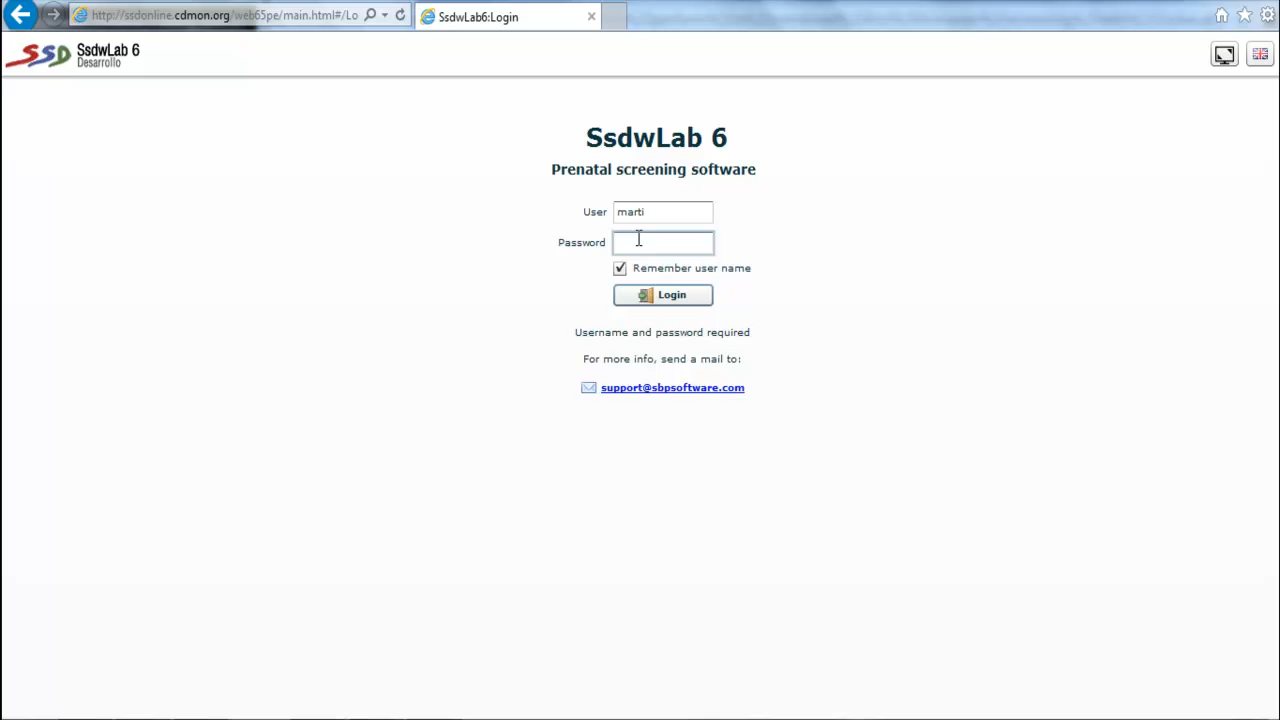 http://ssdonline.cdmon.org/web65pe/main.html#/Lo
SsdwLab6:Login
SSD
SsdwLab 6
Desarrollo
SsdwLab 6
Prenatal screening software
User marti
Password
Remember user name
Login
Username and password required
For more info, send a mail to:
support@sbpsoftware.com